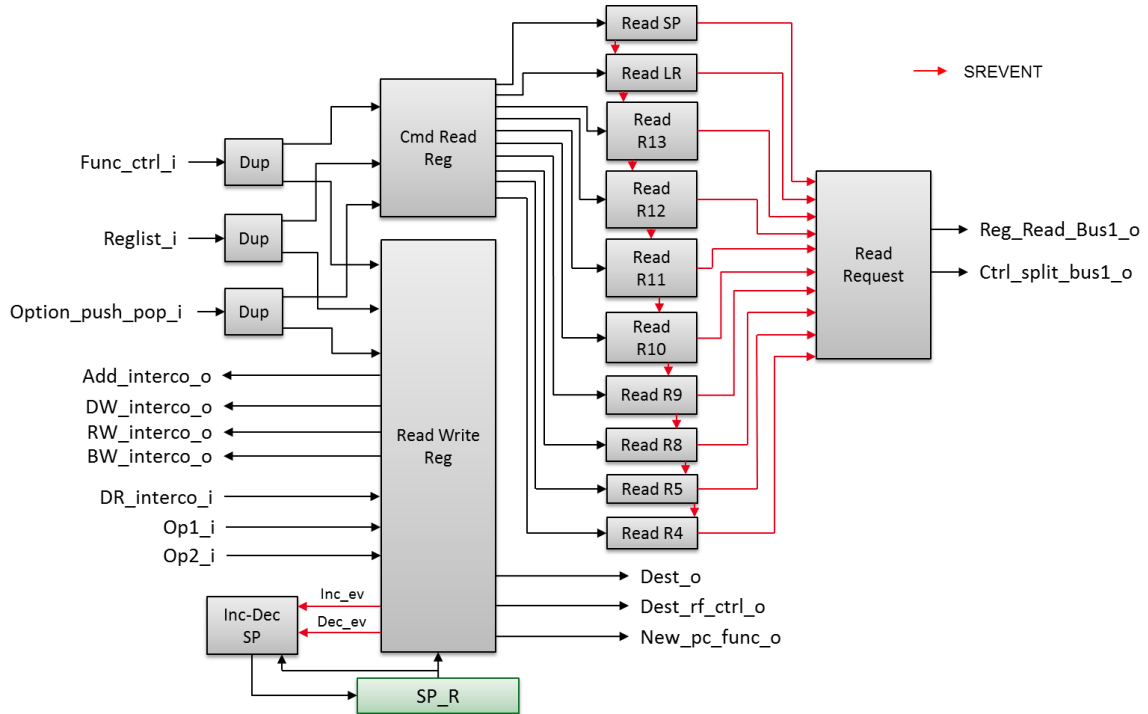 Read SP
Read LR
SREVENT
Cmd Read
Reg
Read
R13
Func_ctrl_i
Dup
Read
R12
Reglist_i
Dup
Read
R11
Read
Request
Reg_Read_Bus1_o
Ctrl_split_bus1_o
Option_push_pop_i
Dup
Read
R10
Add_interco_o
DW_interco_o
RW_interco_o
BW_interco_o
Read Write
Reg
Read R9
Read R8
DR_interco_i
Read R5
Op1_i
Read R4
Op2_i
Dest_o
Inc_ev
Dest_rf_ctrl_o
Inc-Dec
SP
Dec_ev
New_pc_func_o
SP_R